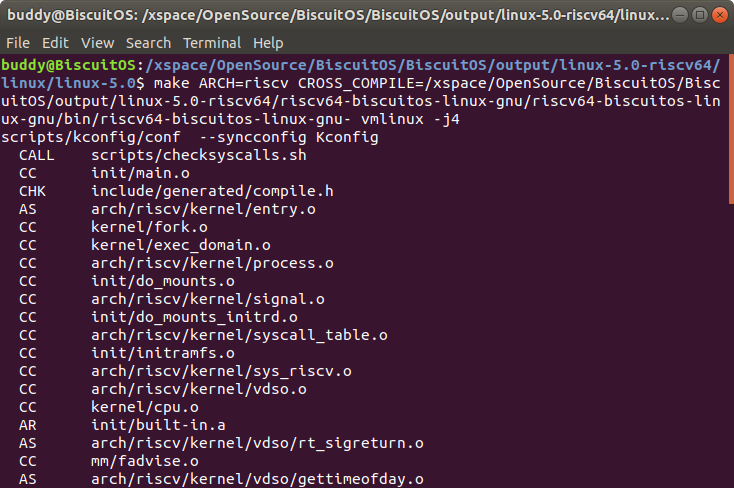 buddy@BiscuitOS: /xspace/OpenSource/BiscuitOS/BiscuitOS/output/linux-5.0-riscv64/linux...
File Edit View Search Terminal Help
buddy@BiscuitOS:/xspace/OpenSource/BiscuitOS/BiscuitOS/output/linux-5.0-riscv64/
linux/linux-5.0$ make ARCH=riscv CROSS_COMPILE=/xspace/OpenSource/BiscuitOS/Bisc
uitOS/output/linux-5.0-riscv64/riscv64-biscuitos-linux-gnu/riscv64-biscuitos-lin
ux-gnu/bin/riscv64-biscuitos-linux-gnu- vmlinux -j4
scripts/kconfig/conf  --syncconfig Kconfig
  CALL    scripts/checksyscalls.sh
  CC      init/main.o
  CHK     include/generated/compile.h
  AS      arch/riscv/kernel/entry.o
  CC      kernel/fork.o
  CC      kernel/exec_domain.o
  CC      arch/riscv/kernel/process.o
  CC      init/do_mounts.o
  CC      arch/riscv/kernel/signal.o
  CC      init/do_mounts_initrd.o
  CC      arch/riscv/kernel/syscall_table.o
  CC      init/initramfs.o
  CC      arch/riscv/kernel/sys_riscv.o
  CC      arch/riscv/kernel/vdso.o
  CC      kernel/cpu.o
  AR      init/built-in.a
  AS      arch/riscv/kernel/vdso/rt_sigreturn.o
  CC      mm/fadvise.o
  AS      arch/riscv/kernel/vdso/gettimeofday.o